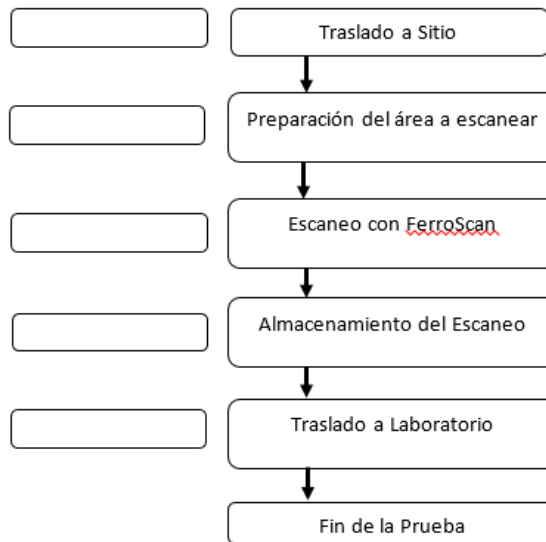 Traslado a Sitio
Preparación del área a escanear
Escaneo con FerroScan
Almacenamiento del Escaneo
Traslado a Laboratorio
Fin de la Prueba